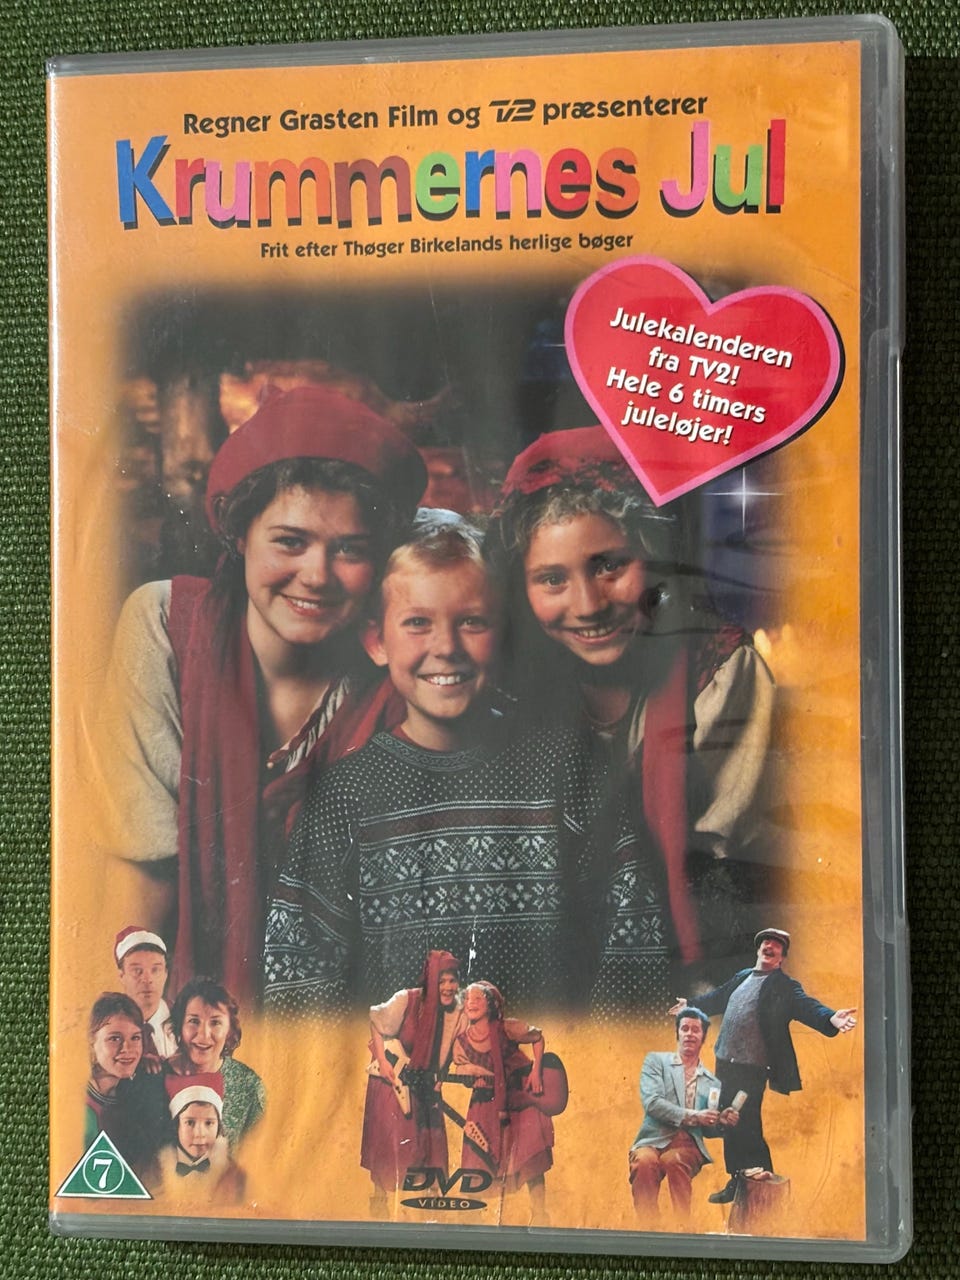 Regner Grasten Film og TV2 præsenterer
Krummernes Jul
Frit efter Thøger Birkelands herlige bøger
Julekalenderen
fra TV2!
Hele 6 timers
juleløjer!
7
DVD
VIDEO